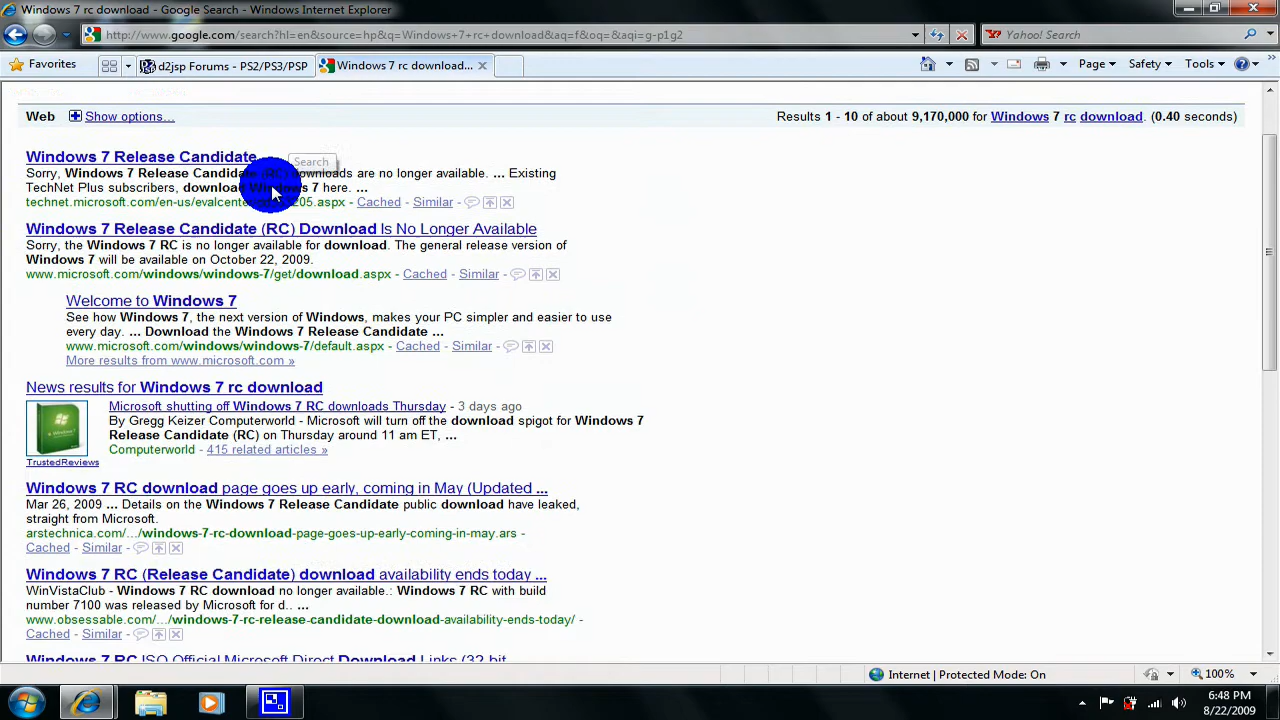 Windows 7 rc download - Google Search - Windows Internet Explorer
http://www.google.com/search?hl=en&source=hp&q=Windows+7+rc+download&aq=f&oq=&aqi=g-p1g2
Yahoo! Search
Favorites
d2jsp Forums - PS2/PS3/PSP
Windows 7 rc download...
Page
Safety
Tools
Web
Show options...
Results 1 - 10 of about 9,170,000 for Windows 7 rc download. (0.40 seconds)
Windows 7 Release Candidate
Search
Sorry, Windows 7 Release Candidate (RC) downloads are no longer available. ... Existing
TechNet Plus subscribers, download Windows 7 here. ...
technet.microsoft.com/en-us/evalcenter/ 205.aspx - Cached - Similar -
Windows 7 Release Candidate (RC) Download Is No Longer Available
Sorry, the Windows 7 RC is no longer available for download. The general release version of
Windows 7 will be available on October 22, 2009.
www.microsoft.com/windows/windows-7/get/download.aspx - Cached - Similar -
Welcome to Windows 7
See how Windows 7, the next version of Windows, makes your PC simpler and easier to use
every day. ... Download the Windows 7 Release Candidate ...
www.microsoft.com/windows/windows-7/default.aspx - Cached - Similar -
More results from www.microsoft.com »
News results for Windows 7 rc download
Microsoft shutting off Windows 7 RC downloads Thursday - 3 days ago
By Gregg Keizer Computerworld - Microsoft will turn off the download spigot for Windows 7
Release Candidate (RC) on Thursday around 11 am ET, ...
Computerworld - 415 related articles »
TrustedReviews
Windows 7 RC download page goes up early, coming in May (Updated ...
Mar 26, 2009 ... Details on the Windows 7 Release Candidate public download have leaked,
straight from Microsoft.
arstechnica.com/.../windows-7-rc-download-page-goes-up-early-coming-in-may.ars -
Cached - Similar -
Windows 7 RC (Release Candidate) download availability ends today ...
WinVistaClub - Windows 7 RC download no longer available.: Windows 7 RC with build
number 7100 was released by Microsoft for d.. ...
www.obsessable.com/.../windows-7-rc-release-candidate-download-availability-ends-today/ -
Cached - Similar -
Windows 7 RC ISO Official Microsoft Direct Download Links (32 bit
Internet | Protected Mode: On
100%
6:48 PM
8/22/2009